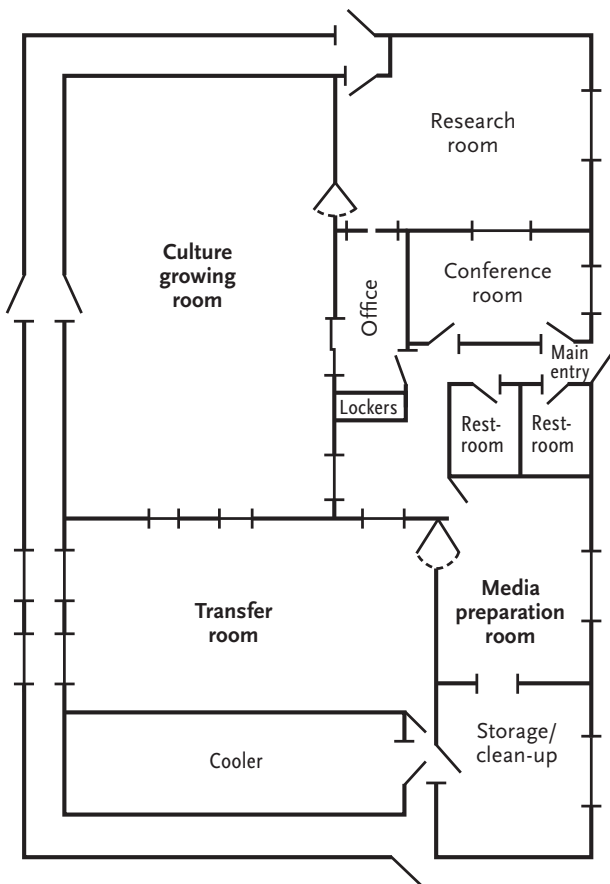 Research
room
Culture
growing
room
Office
Conference
room
Main
entry
Lockers
Rest-
room
Rest-
room
Transfer
room
Media
preparation
room
Cooler
Storage/
clean-up